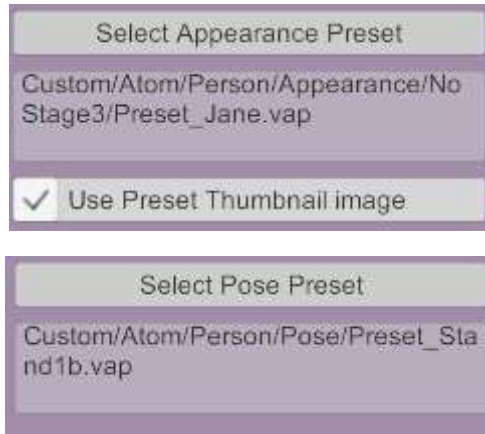 Select Appearance Preset
Custom/Atom/Person/Appearance/No
Stage3/Preset_Jane.vap
Use Preset Thumbnail image
Select Pose Preset
Custom/Atom/Person/Pose/Preset_Sta
nd1b.vap